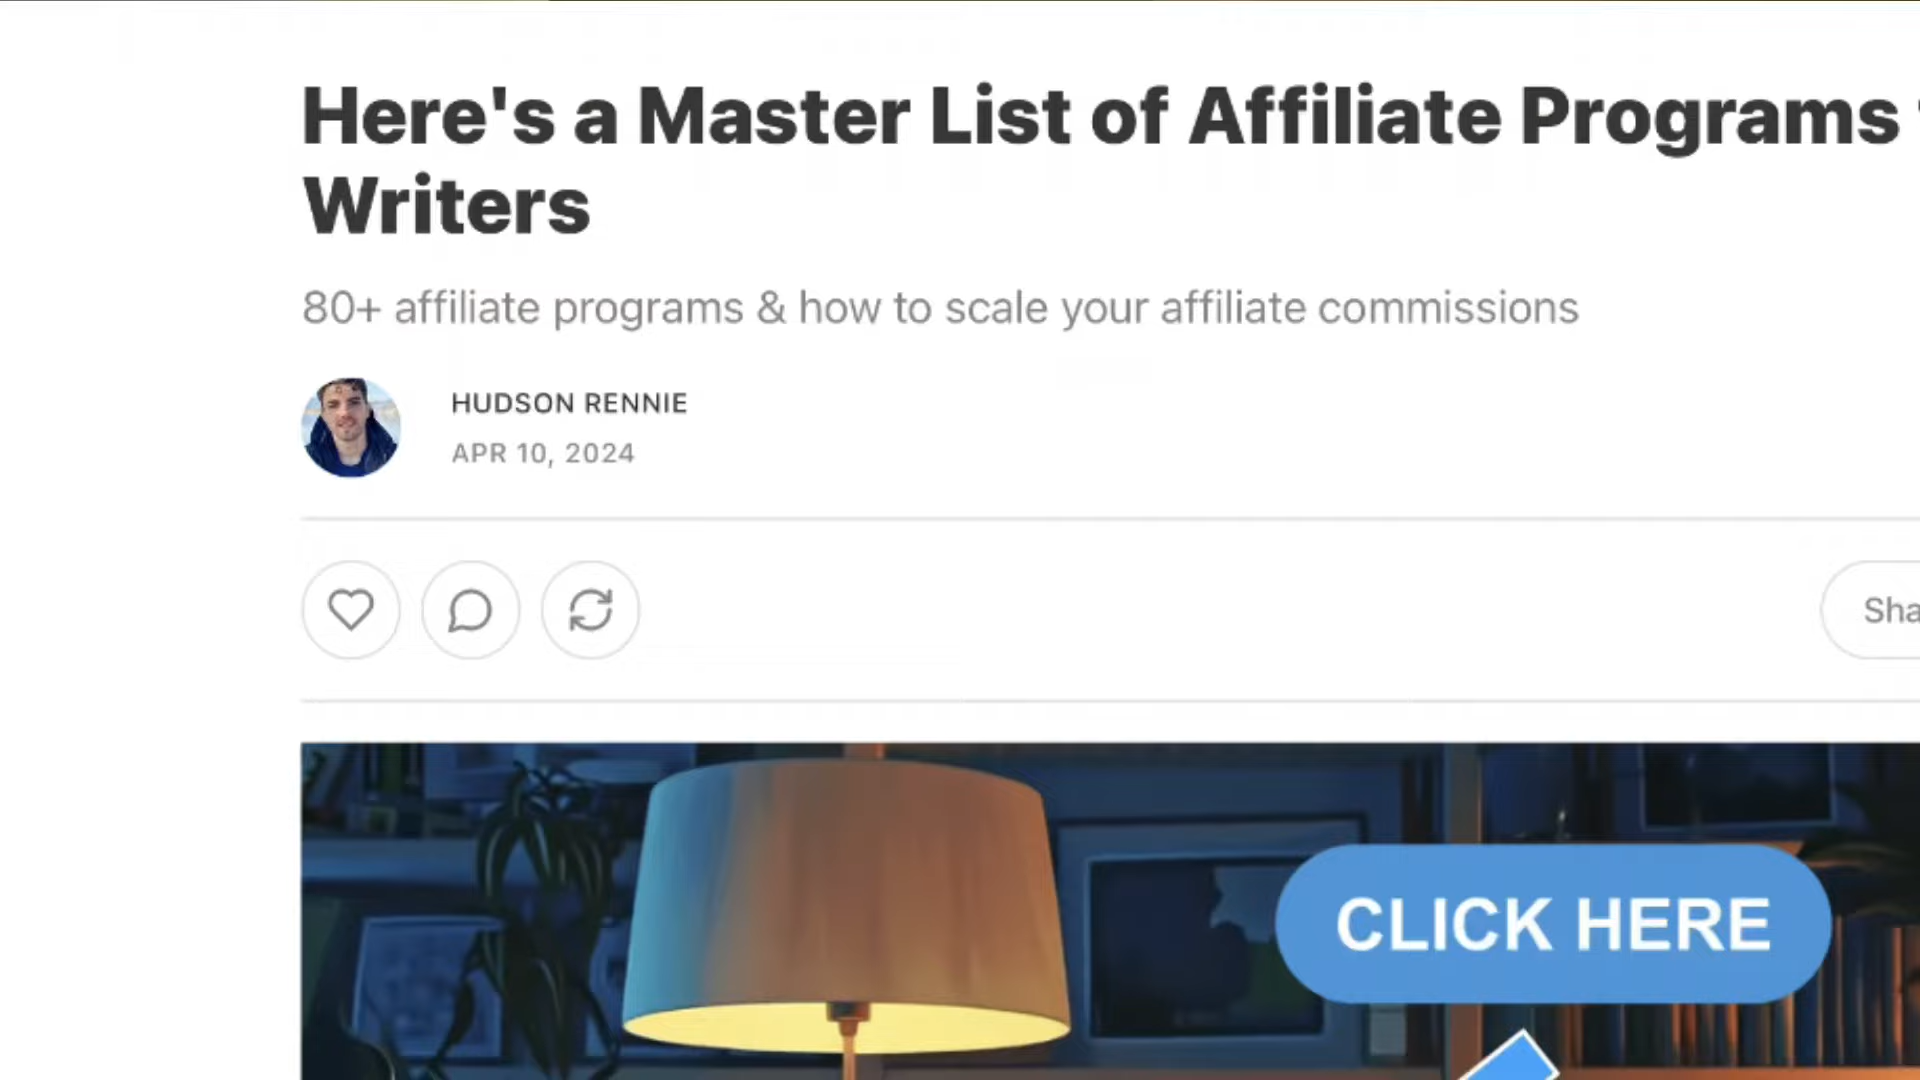 Here's a Master List of Affiliate Programs
Writers
80+ affiliate programs & how to scale your affiliate commissions
HUDSON RENNIE
APR 10, 2024
Sha
CLICK HERE